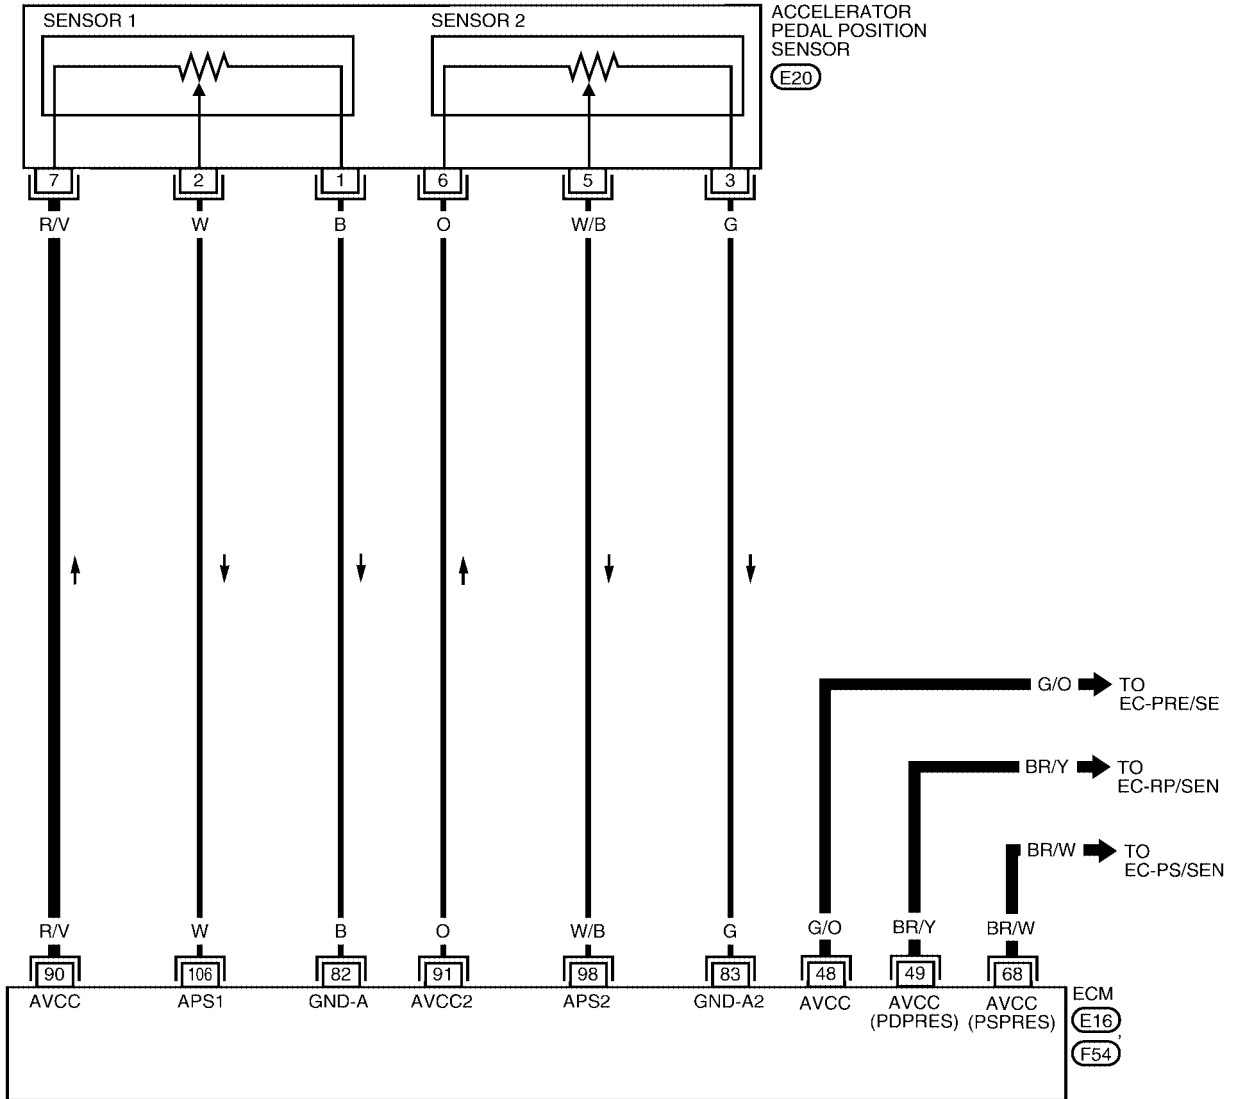 SENSOR 1
SENSOR 2
ACCELERATOR
PEDAL POSITION
SENSOR
E20
7 2 1 6 5 3
R/V W B O W/B G
G/O TO
EC-PRE/SE
BR/Y TO
EC-RP/SEN
BR/W TO
EC-PS/SEN
R/V W B O W/B G G/O BR/Y BR/W
90 106 82 91 98 83 48 49 68
AVCC APS1 GND-A AVCC2 APS2 GND-A2 AVCC AVCC AVCC
(PDPRES) (PSPRES)
ECM
E16 ,
F54